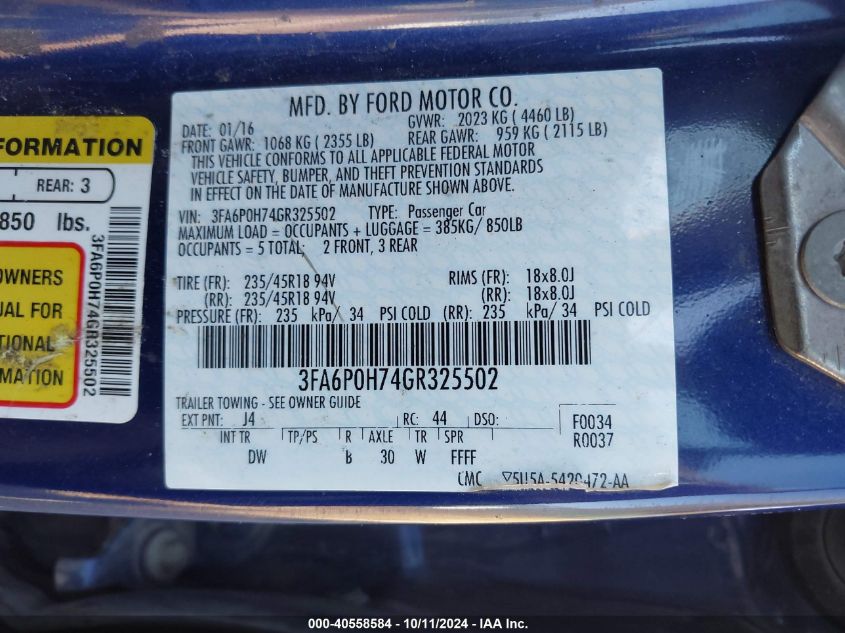 MFD. BY FORD MOTOR CO.
DATE: 01/16 GVWR: 2023 KG ( 4460 LB)
FRONT GAWR: 1068 KG ( 2355 LB) REAR GAWR: 959 KG ( 2115 LB)
THIS VEHICLE CONFORMS TO ALL APPLICABLE FEDERAL MOTOR
VEHICLE SAFETY, BUMPER, AND THEFT PREVENTION STANDARDS
IN EFFECT ON THE DATE OF MANUFACTURE SHOWN ABOVE.
VIN: 3FA6P0H74GR325502 TYPE: Passenger Car
MAXIMUM LOAD = OCCUPANTS + LUGGAGE = 385KG/ 850LB
OCCUPANTS = 5 TOTAL: 2 FRONT, 3 REAR
TIRE (FR): 235/45R18 94V RIMS (FR): 18x8.0J
(RR): 235/45R18 94V (RR): 18x8.0J
PRESSURE (FR): 235 kPa/ 34 PSI COLD (RR): 235 kPa/ 34 PSI COLD
3FA6P0H74GR325502
TRAILER TOWING - SEE OWNER GUIDE
EXT PNT: J4 RC: 44 DSO: F0034
INT TR TP/PS R AXLE TR SPR R0037
DW B 30 W FFFF
CMC 5U5A-5420472-AA
FORMATION
REAR: 3
850 lbs.
OWNERS
UAL FOR
TIONAL
MATION
3FA6P0H74GR325502
000-40558584 / 10/11/2024 - IAA Inc.